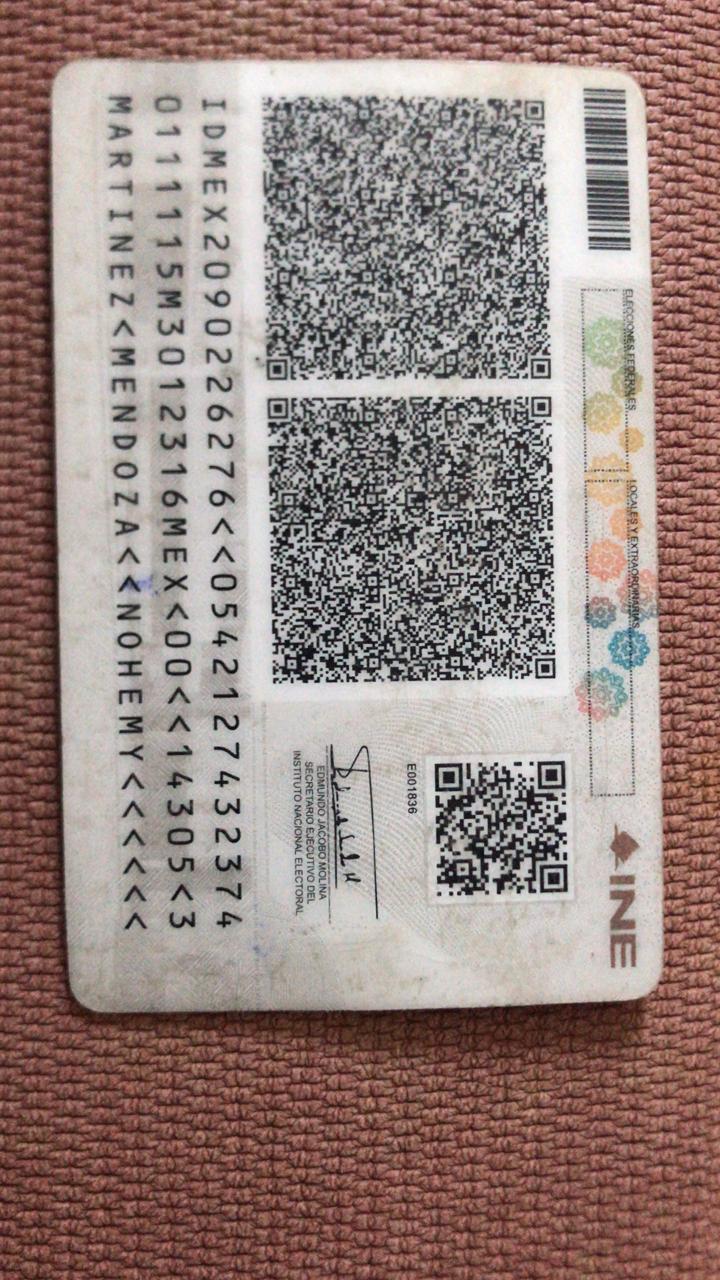 ELECCIONES FEDERALES LOCALES Y EXTRAORDINARIAS
INE
E001836
EDMUNDO JACOBO MOLINA
SECRETARIO EJECUTIVO DEL
INSTITUTO NACIONAL ELECTORAL
IDMEX2090226276<<0542127432374
0111115M3012316MEX<00<<14305<3
MARTINEZ<MENDOZA<<NOHEMY<<<<<<